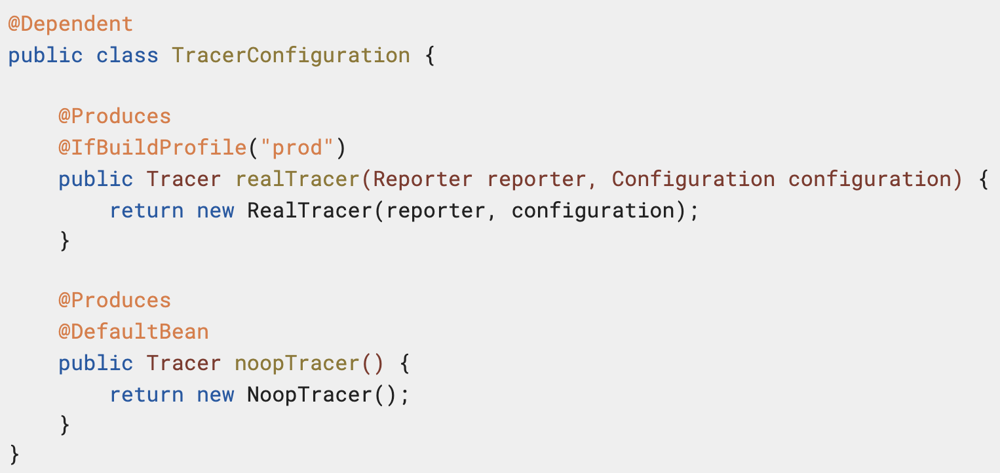 @Dependent
public class TracerConfiguration {
@Produces
@IfBuildProfile("prod")
public Tracer realTracer(Reporter reporter, Configuration configuration) {
return new RealTracer(reporter, configuration);
}
@Produces
@DefaultBean
public Tracer noopTracer() {
return new NoopTracer();
}
}